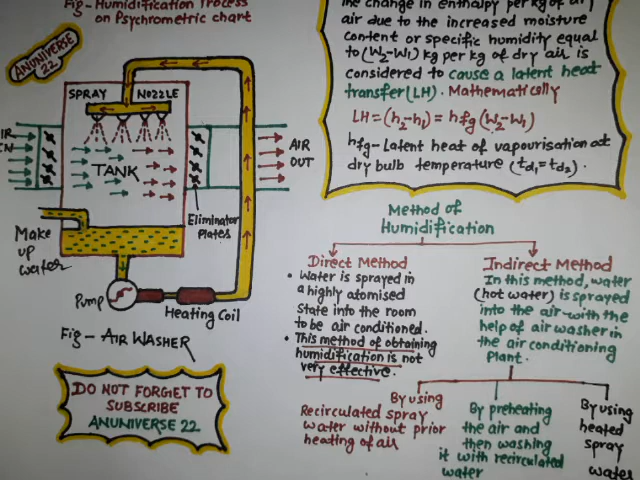 Fig- Humidification Process
on Psychrometric chart
ANUNIVERSE
22
SPRAY NOZZLE
AIR
IN
TANK
AIR
OUT
Eliminator
Plates
Make
up
water
Pump
Heating Coil
Fig- AIR WASHER
DO NOT FORGET TO
SUBSCRIBE
ANUNIVERSE 22
the change in enthalpy per kg of dry
air due to the increased moisture
content or specific humidity equal
to (W2-W1) kg per kg of dry air is
considered to cause a latent heat
transfer (LH). Mathematically
LH = (h2-h1) = hfg (W2-W1)
hfg - Latent heat of vapourisation at
dry bulb temperature (td1 = td2).
Method of
Humidification
Direct Method
• Water is sprayed in
a highly atomised
State into the room
to be air conditioned.
• This method of obtaining
humidification is not
very effective.
Indirect Method
In this method, water
(hot water) is sprayed
into the air with the
help of air washer in
the air conditioning
plant.
By using
Recirculated spray
water without prior
heating of air
By preheating
the air and
then washing
it with recirculated
water
By using
heated
spray
water